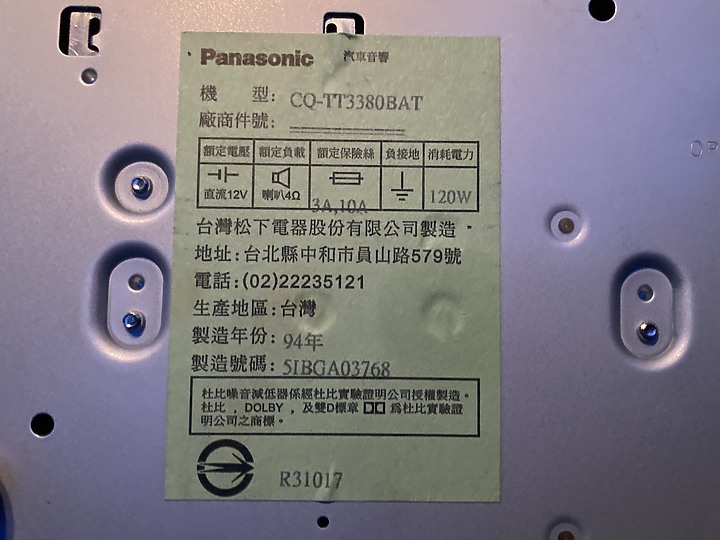 Panasonic 汽車音響
機 型: CQ-TT3380BAT
廠商件號:
額定電壓 額定負載 額定保險絲 負接地 消耗電力
直流12V 喇叭4Ω 3A,10A 120W
台灣松下電器股份有限公司製造
地址:台北縣中和市員山路579號
電話:(02)22235121
生產地區:台灣
製造年份: 94年
製造號碼: 5IBGA03768
杜比噪音減低器係經杜比實驗證明公司授權製造。
杜比 , DOLBY , 及雙D標章 為杜比實驗證
明公司之商標。
R31017
OP